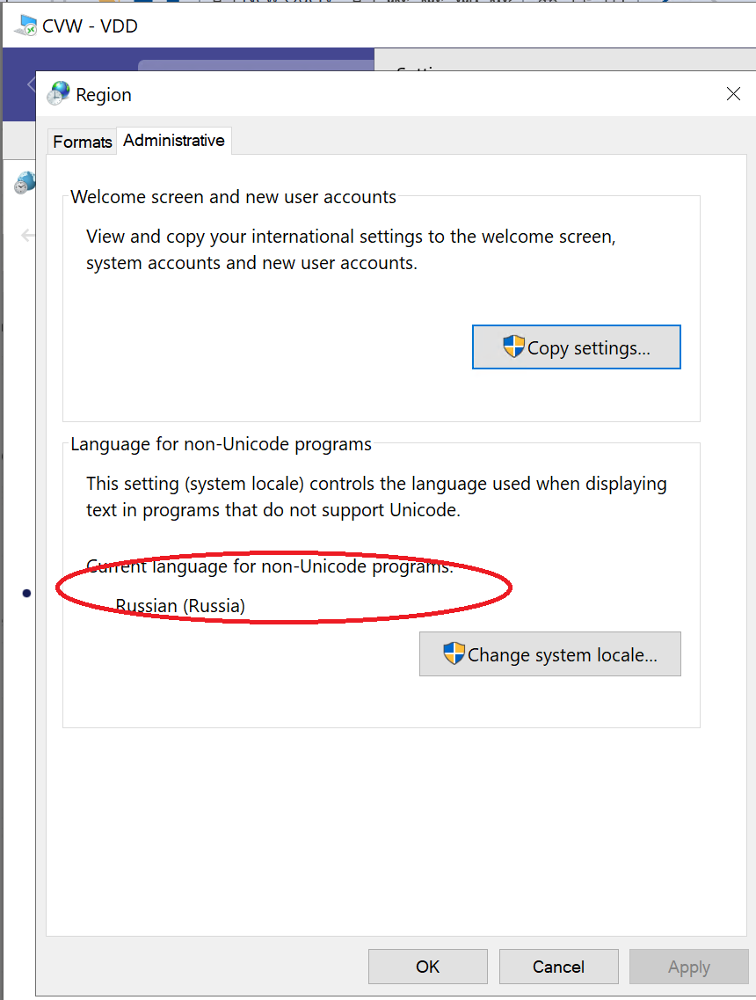 CVW - VDD
Region
Formats
Administrative
Welcome screen and new user accounts
View and copy your international settings to the welcome screen,
system accounts and new user accounts.
Copy settings...
Language for non-Unicode programs
This setting (system locale) controls the language used when displaying
text in programs that do not support Unicode.
Current language for non-Unicode programs:
Russian (Russia)
Change system locale...
OK
Cancel
Apply